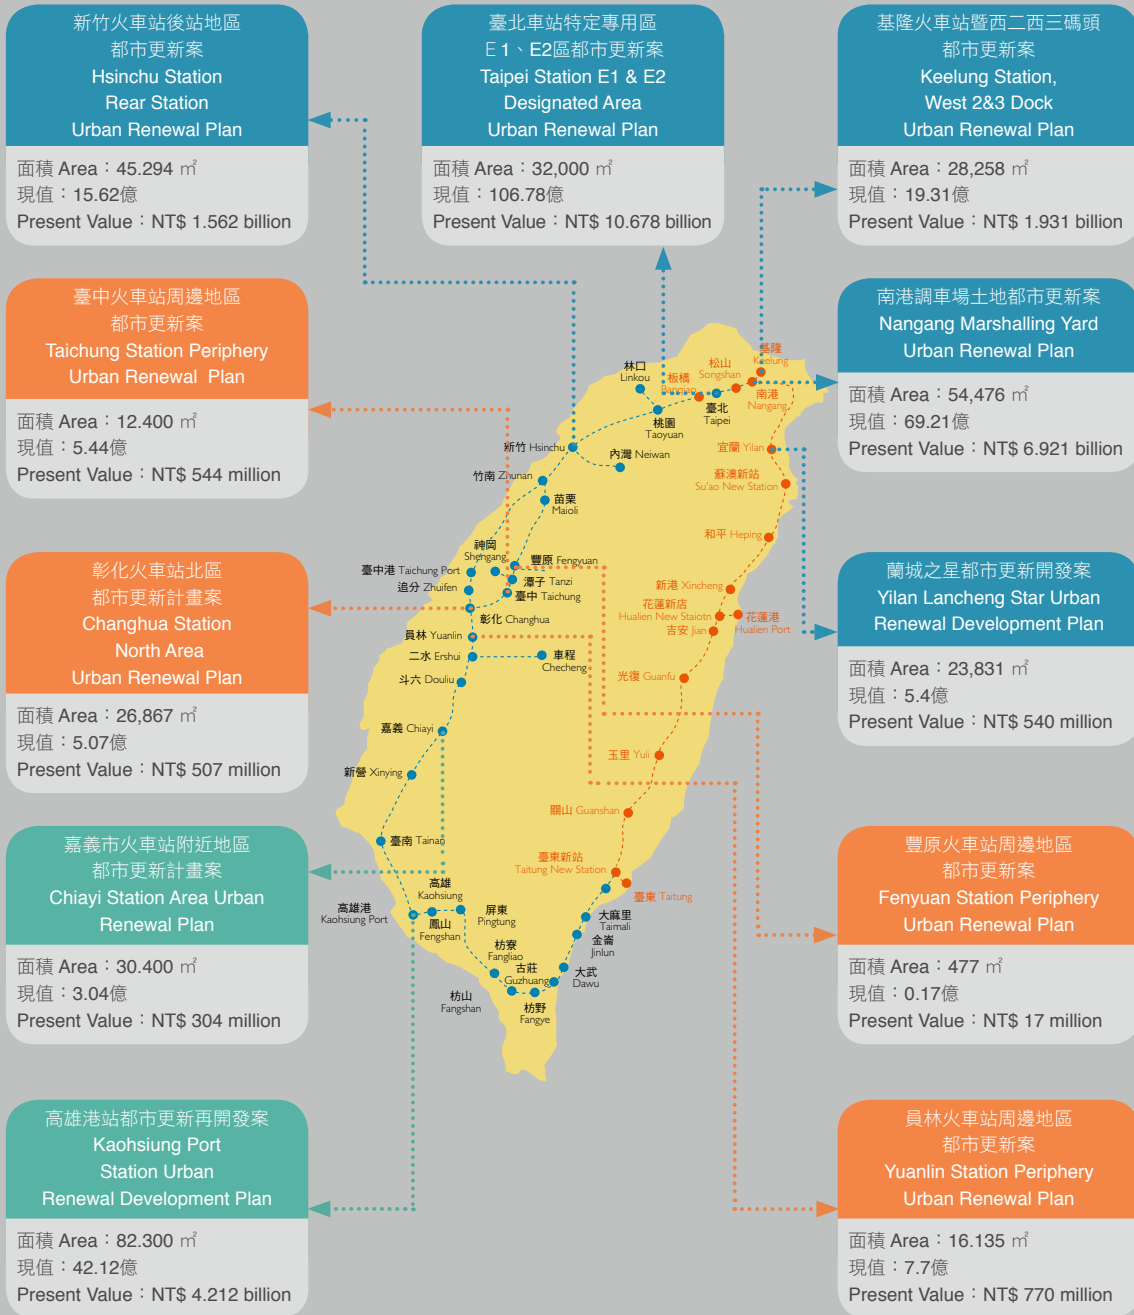 新竹火車站後站地區
都市更新案
Hsinchu Station
Rear Station
Urban Renewal Plan
面積 Area：45.294 ㎡
現值：15.62億
Present Value：NT$ 1.562 billion
臺北車站特定專用區
E 1、E2區都市更新案
Taipei Station E1 & E2
Designated Area
Urban Renewal Plan
面積 Area：32,000 ㎡
現值：106.78億
Present Value：NT$ 10.678 billion
基隆火車站暨西二西三碼頭
都市更新案
Keelung Station,
West 2&3 Dock
Urban Renewal Plan
面積 Area：28,258 ㎡
現值：19.31億
Present Value：NT$ 1.931 billion
臺中火車站周邊地區
都市更新案
Taichung Station Periphery
Urban Renewal Plan
面積 Area：12.400 ㎡
現值：5.44億
Present Value：NT$ 544 million
南港調車場土地都市更新案
Nangang Marshalling Yard
Urban Renewal Plan
面積 Area：54,476 ㎡
現值：69.21億
Present Value：NT$ 6.921 billion
彰化火車站北區
都市更新計畫案
Changhua Station
North Area
Urban Renewal Plan
面積 Area：26,867 ㎡
現值：5.07億
Present Value：NT$ 507 million
蘭城之星都市更新開發案
Yilan Lancheng Star Urban
Renewal Development Plan
面積 Area：23,831 ㎡
現值：5.4億
Present Value：NT$ 540 million
嘉義市火車站附近地區
都市更新計畫案
Chiayi Station Area Urban
Renewal Plan
面積 Area：30.400 ㎡
現值：3.04億
Present Value：NT$ 304 million
豐原火車站周邊地區
都市更新案
Fenyuan Station Periphery
Urban Renewal Plan
面積 Area：477 ㎡
現值：0.17億
Present Value：NT$ 17 million
高雄港站都市更新再開發案
Kaohsiung Port
Station Urban
Renewal Development Plan
面積 Area：82.300 ㎡
現值：42.12億
Present Value：NT$ 4.212 billion
員林火車站周邊地區
都市更新案
Yuanlin Station Periphery
Urban Renewal Plan
面積 Area：16.135 ㎡
現值：7.7億
Present Value：NT$ 770 million
基隆
Keelung
松山
Songshan
林口
Linkou
板橋
Banqiao
南港
Nangang
臺北
Taipei
桃園
Taoyuan
新竹 Hsinchu
內灣 Neiwan
宜蘭 Yilan
竹南 Zhunan
蘇澳新站
Su'ao New Station
苗栗
Maioli
和平 Heping
神岡
Shengang
豐原 Fengyuan
臺中港 Taichung Port
潭子 Tanzi
追分 Zhuifen
臺中 Taichung
新港 Xincheng
花蓮新店
Hualien New Staiotn
花蓮港
Hualien Port
彰化 Changhua
吉安 Jian
員林 Yuanlin
二水 Ershui
車程
Checheng
斗六 Douliu
光復 Guanfu
嘉義 Chiayi
玉里 Yuli
新營 Xinying
關山 Guanshan
臺南 Tainan
臺東新站
Taitung New Station
臺東 Taitung
高雄
Kaohsiung
高雄港
Kaohsiung Port
鳳山
Fengshan
屏東
Pingtung
大麻里
Taimali
金崙
Jinlun
枋寮
Fangliao
古莊
Guzhuang
大武
Dawu
枋山
Fangshan
枋野
Fangye